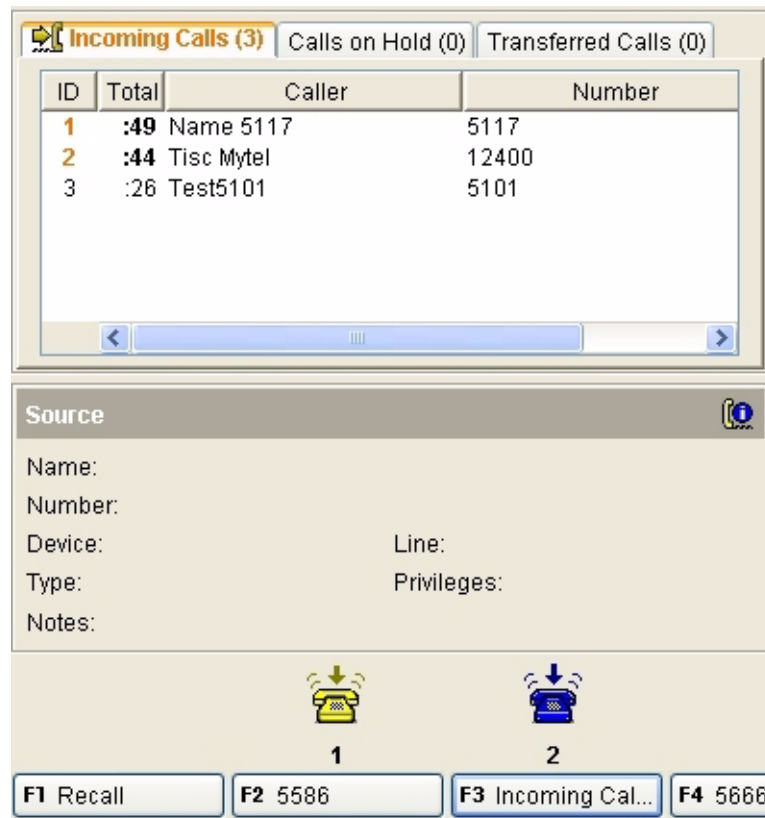 Incoming Calls (3) Calls on Hold (0) Transferred Calls (0)
ID Total Caller Number
1 :49 Name 5117 5117
2 :44 Tisc Mytel 12400
3 :26 Test5101 5101
Source
Name:
Number:
Device: Line:
Type: Privileges:
Notes:
1 2
F1 Recall F2 5586 F3 Incoming Cal... F4 5666